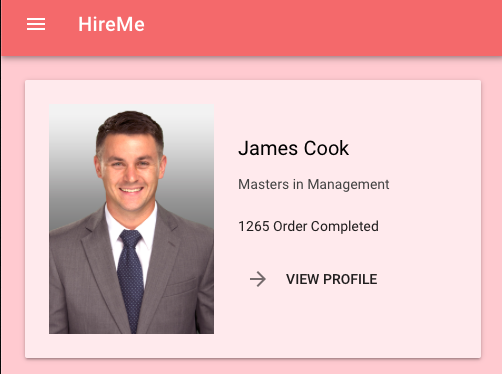 HireMe
James Cook
Masters in Management
1265 Order Completed
VIEW PROFILE